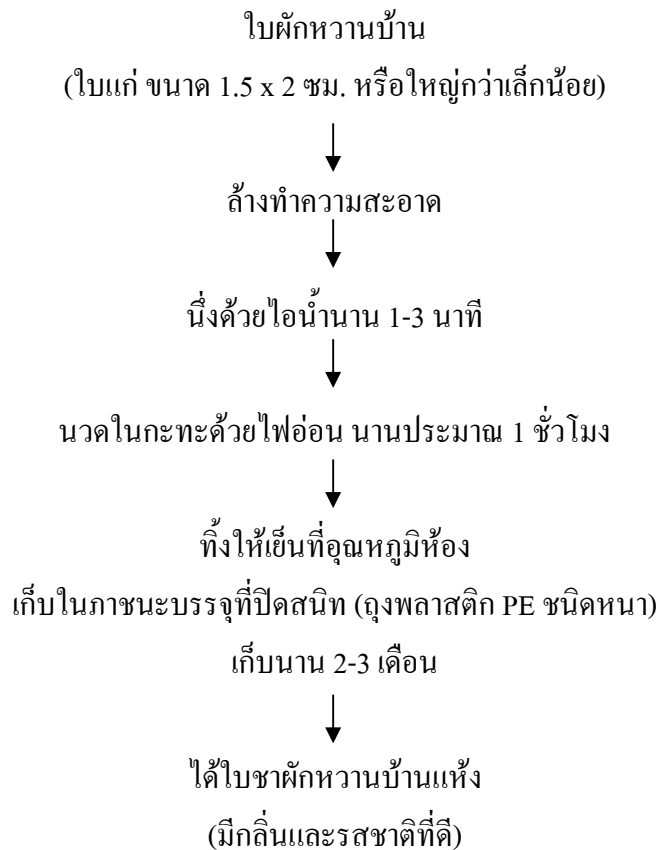 ใบผักหวานบ้าน
(ใบแก่ ขนาด 1.5 x 2 ซม. หรือใหญ่กว่าเล็กน้อย)
ล้างทำความสะอาด
นึ่งด้วยไอน้ำนาน 1-3 นาที
นวดในกะทะด้วยไฟอ่อน นานประมาณ 1 ชั่วโมง
ทิ้งให้เย็นที่อุณหภูมิห้อง
เก็บในภาชนะบรรจุที่ปิดสนิท (ถุงพลาสติก PE ชนิดหนา)
เก็บนาน 2-3 เดือน
ได้ใบชาผักหวานบ้านแห้ง
(มีกลิ่นและรสชาติที่ดี)